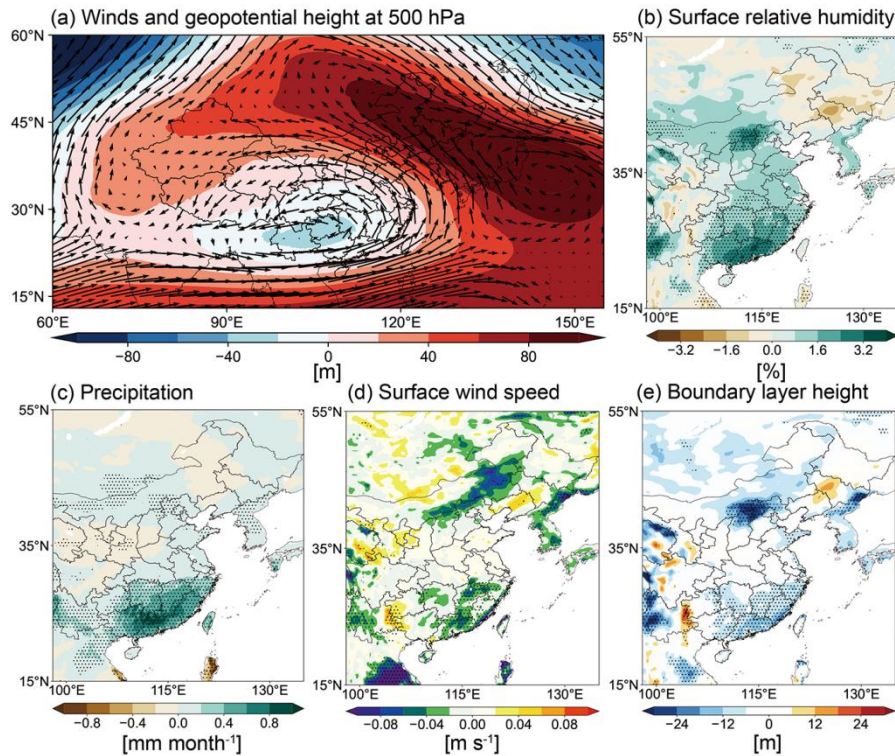 (a) Winds and geopotential height at 500 hPa
60°N
45°N
30°N
15°N
60°E
90°E
120°E
150°E
−80
−40
0
40
80
[m]
(b) Surface relative humidity
55°N
35°N
15°N
100°E
115°E
130°E
−3.2
−1.6
0.0
1.6
3.2
[%]
(c) Precipitation
55°N
35°N
15°N
100°E
115°E
130°E
−0.8
−0.4
0.0
0.4
0.8
[mm month⁻¹]
(d) Surface wind speed
55°N
35°N
15°N
100°E
115°E
130°E
−0.08
−0.04
0.00
0.04
0.08
[m s⁻¹]
(e) Boundary layer height
55°N
35°N
15°N
100°E
115°E
130°E
−24
−12
0
12
24
[m]